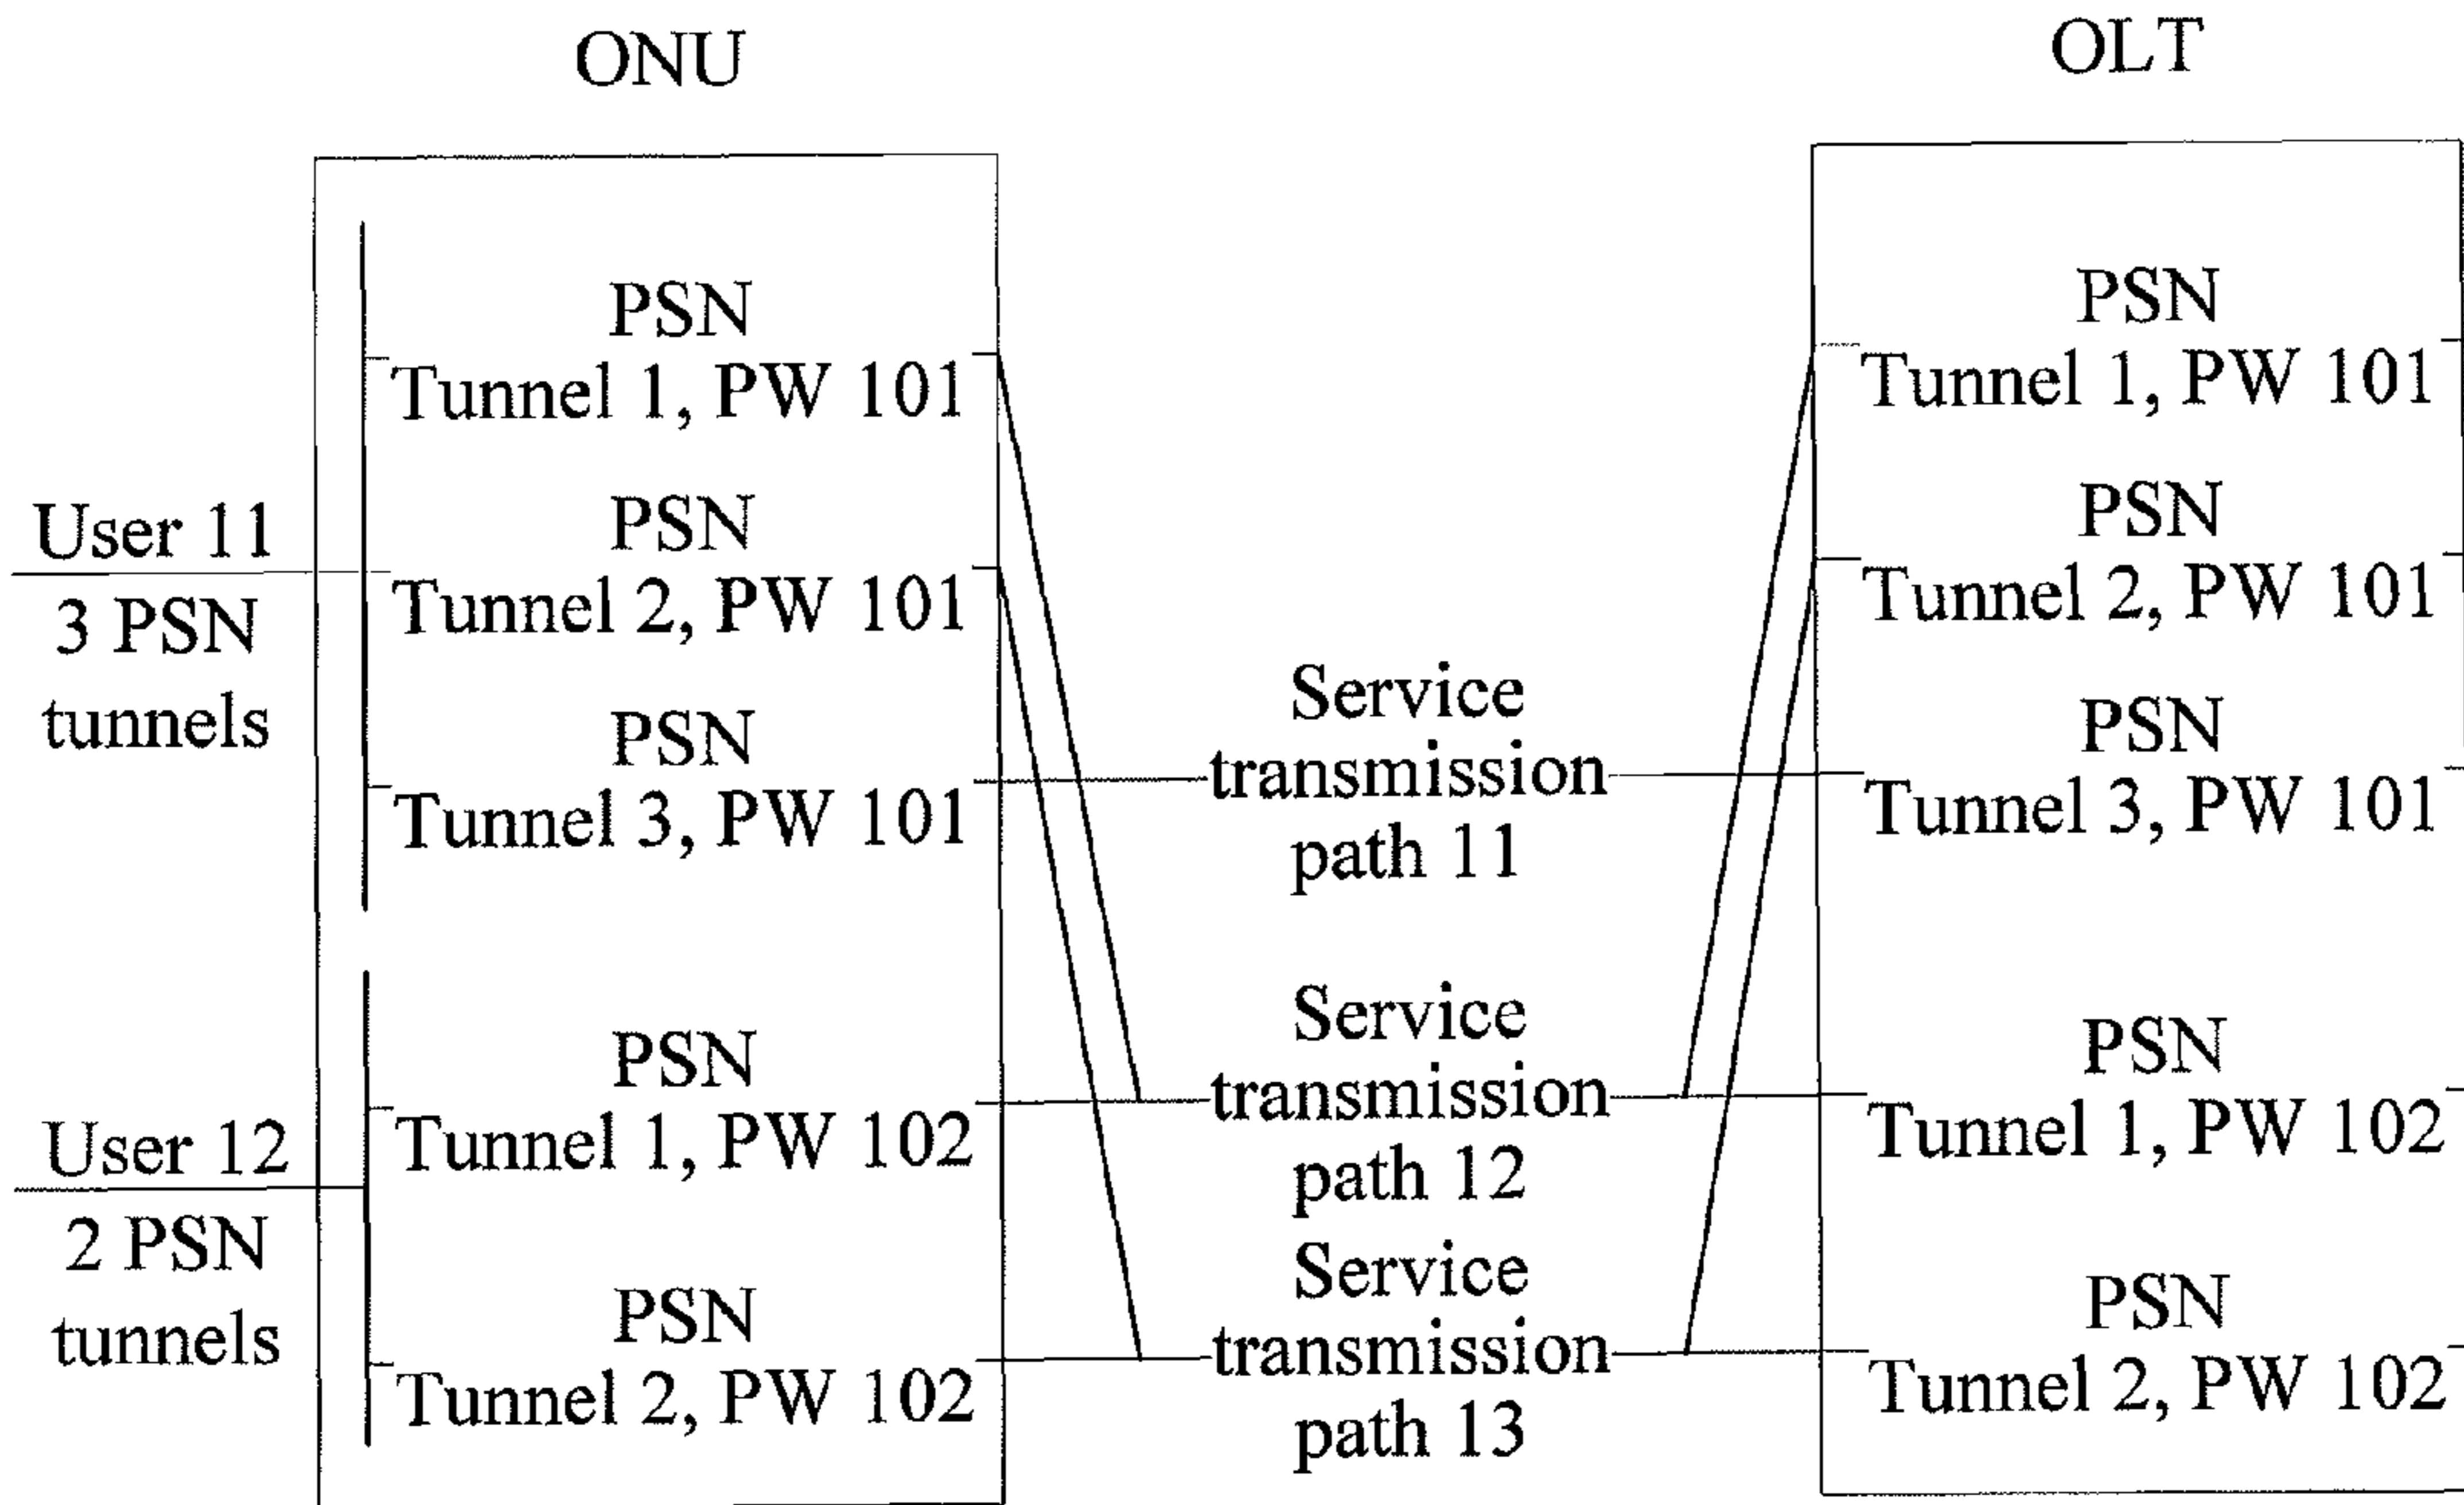 ONU
OLT
User 11
3 PSN
tunnels
PSN
Tunnel 1, PW 101
PSN
Tunnel 2, PW 101
PSN
Tunnel 3, PW 101
User 12
2 PSN
tunnels
PSN
Tunnel 1, PW 102
PSN
Tunnel 2, PW 102
Service
transmission
path 11
Service
transmission
path 12
Service
transmission
path 13
PSN
Tunnel 1, PW 101
PSN
Tunnel 2, PW 101
PSN
Tunnel 3, PW 101
PSN
Tunnel 1, PW 102
PSN
Tunnel 2, PW 102